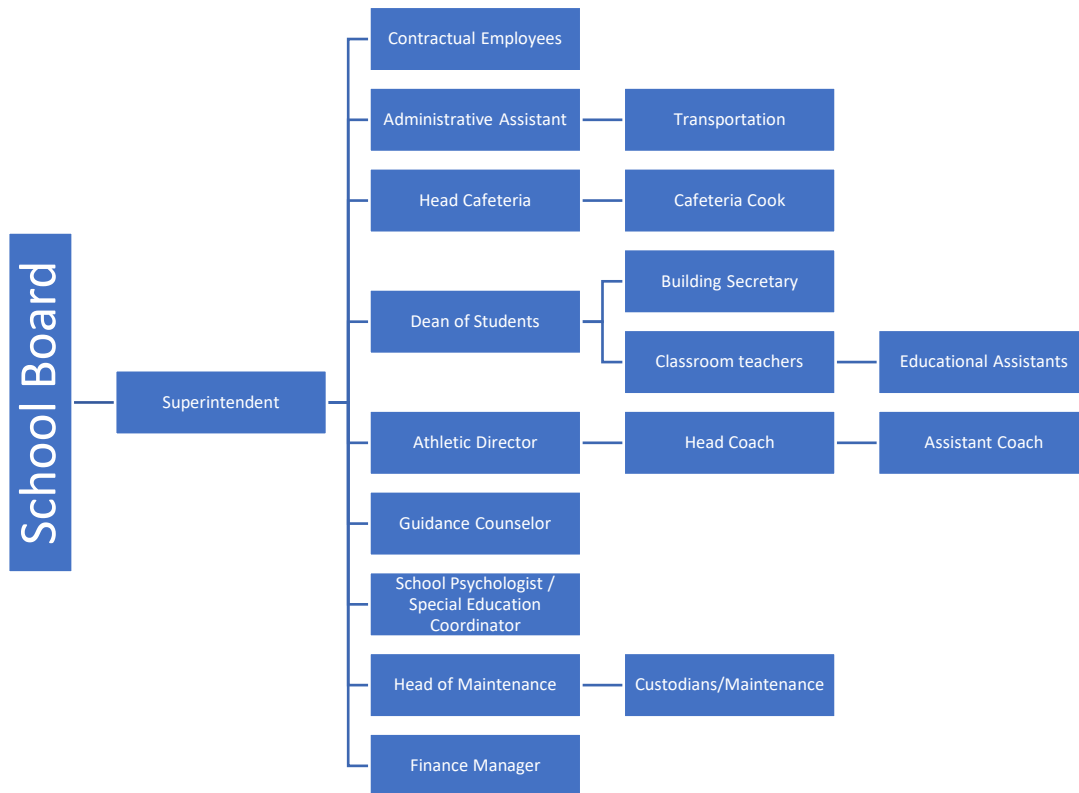 School Board
Superintendent
Contractual Employees
Administrative Assistant
Transportation
Head Cafeteria
Cafeteria Cook
Dean of Students
Building Secretary
Classroom teachers
Educational Assistants
Athletic Director
Head Coach
Assistant Coach
Guidance Counselor
School Psychologist /
Special Education
Coordinator
Head of Maintenance
Custodians/Maintenance
Finance Manager